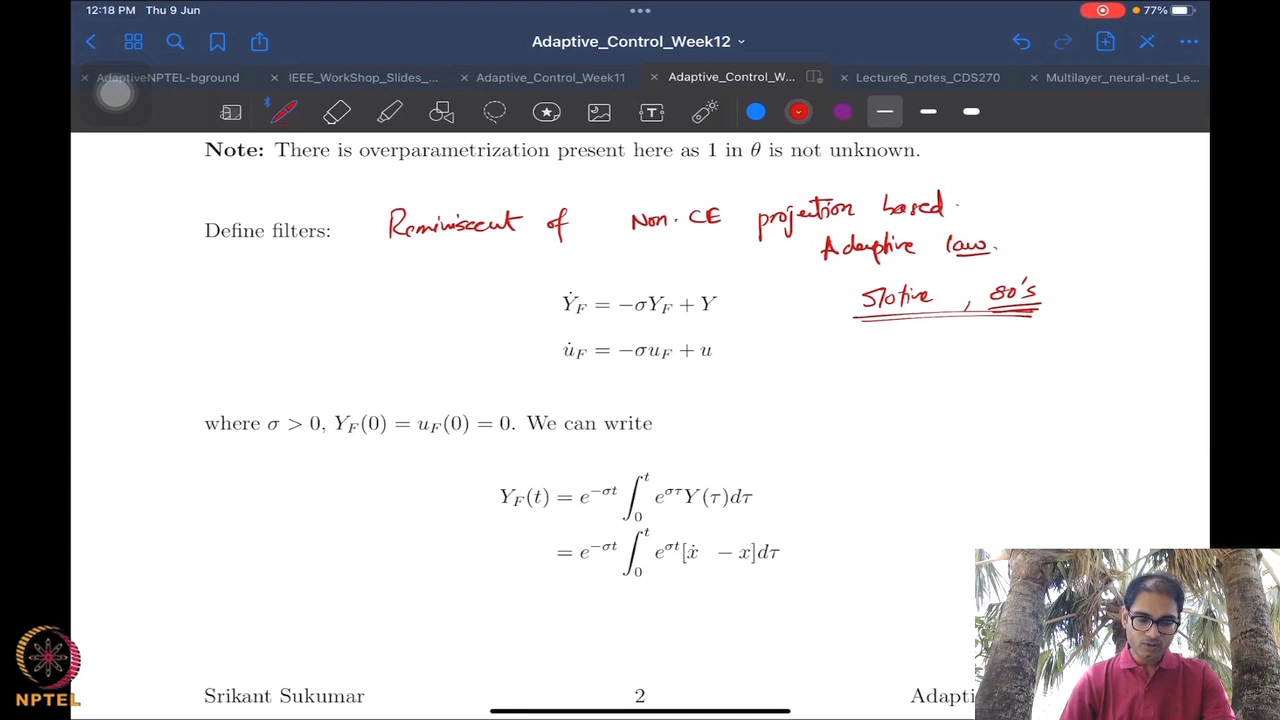 12:18 PM Thu 9 Jun
77%
Adaptive_Control_Week12
AdaptiveNPTEL-bground
IEEE_WorkShop_Slides_...
Adaptive_Control_Week11
Adaptive_Control_W...
Lecture6_notes_CDS270
Multilayer_neural-net_Le...
Note: There is overparametrization present here as 1 in θ is not unknown.
Define filters:
Reminiscent of Non-CE projection based
Adaptive law.
Slotine, 80's
Ẏ_F = −σY_F + Y
u̇_F = −σu_F + u
where σ > 0, Y_F(0) = u_F(0) = 0. We can write
Y_F(t) = e^{−σt} ∫_0^t e^{στ} Y(τ)dτ
= e^{−σt} ∫_0^t e^{σt}[ẋ − x]dτ
NPTEL
Srikant Sukumar
2
Adapti